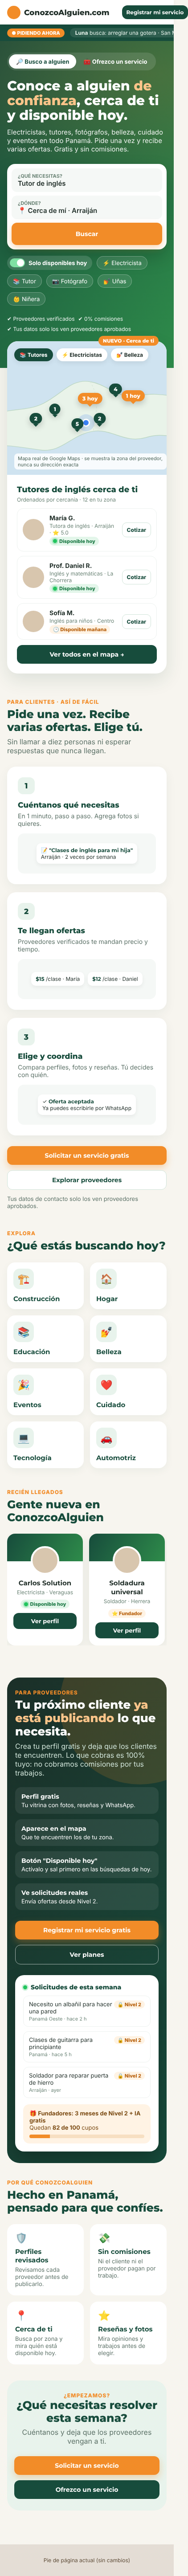 ConozcoAlguien.com
Registrar mi servicio
PIDIENDO AHORA
Luna busca: arreglar una gotera · San M
🔎 Busco a alguien
🧰 Ofrezco un servicio
Conoce a alguien de
confianza, cerca de ti
y disponible hoy.
Electricistas, tutores, fotógrafos, belleza, cuidado
y eventos en todo Panamá. Pide una vez y recibe
varias ofertas. Gratis y sin comisiones.
¿QUÉ NECESITAS?
Tutor de inglés
¿DÓNDE?
📍 Cerca de mí · Arraiján
Buscar
Solo disponibles hoy
⚡ Electricista
📚 Tutor
📷 Fotógrafo
💅 Uñas
👶 Niñera
✓ Proveedores verificados ✓ 0% comisiones
✓ Tus datos solo los ven proveedores aprobados
NUEVO · Cerca de ti
📚 Tutores
⚡ Electricistas
💅 Belleza
4
3 hoy
1 hoy
1
2
5
2
Mapa real de Google Maps · se muestra la zona del proveedor,
nunca su dirección exacta
Tutores de inglés cerca de ti
Ordenados por cercanía · 12 en tu zona
María G.
Tutora de inglés · Arraiján
· ⭐ 5.0
Disponible hoy
Cotizar
Prof. Daniel R.
Inglés y matemáticas · La
Chorrera
Disponible hoy
Cotizar
Sofía M.
Inglés para niños · Centro
Disponible mañana
Cotizar
Ver todos en el mapa →
PARA CLIENTES · ASÍ DE FÁCIL
Pide una vez. Recibe
varias ofertas. Elige tú.
Sin llamar a diez personas ni esperar
respuestas que nunca llegan.
1
Cuéntanos qué necesitas
En 1 minuto, paso a paso. Agrega fotos si
quieres.
📝 "Clases de inglés para mi hija"
Arraiján · 2 veces por semana
2
Te llegan ofertas
Proveedores verificados te mandan precio y
tiempo.
$15 /clase · María
$12 /clase · Daniel
3
Elige y coordina
Compara perfiles, fotos y reseñas. Tú decides
con quién.
✓ Oferta aceptada
Ya puedes escribirle por WhatsApp
Solicitar un servicio gratis
Explorar proveedores
Tus datos de contacto solo los ven proveedores
aprobados.
EXPLORA
¿Qué estás buscando hoy?
Construcción
Hogar
Educación
Belleza
Eventos
Cuidado
Tecnología
Automotriz
RECIÉN LLEGADOS
Gente nueva en
ConozcoAlguien
Carlos Solution
Electricista · Veraguas
Disponible hoy
Ver perfil
Soldadura
universal
Soldador · Herrera
⭐ Fundador
Ver perfil
PARA PROVEEDORES
Tu próximo cliente ya
está publicando lo que
necesita.
Crea tu perfil gratis y deja que los clientes
te encuentren. Lo que cobras es 100%
tuyo: no cobramos comisiones por tus
trabajos.
Perfil gratis
Tu vitrina con fotos, reseñas y WhatsApp.
Aparece en el mapa
Que te encuentren los de tu zona.
Botón "Disponible hoy"
Actívalo y sal primero en las búsquedas de hoy.
Ve solicitudes reales
Envía ofertas desde Nivel 2.
Registrar mi servicio gratis
Ver planes
Solicitudes de esta semana
Necesito un albañil para hacer
una pared
Panamá Oeste · hace 2 h
🔒 Nivel 2
Clases de guitarra para
principiante
Panamá · hace 5 h
🔒 Nivel 2
Soldador para reparar puerta
de hierro
Arraiján · ayer
🔒 Nivel 2
🎁 Fundadores: 3 meses de Nivel 2 + IA
gratis
Quedan 82 de 100 cupos
POR QUÉ CONOZCOALGUIEN
Hecho en Panamá,
pensado para que confíes.
Perfiles
revisados
Revisamos cada
proveedor antes de
publicarlo.
Sin comisiones
Ni el cliente ni el
proveedor pagan por
trabajo.
Cerca de ti
Busca por zona y
mira quién está
disponible hoy.
Reseñas y fotos
Mira opiniones y
trabajos antes de
elegir.
¿EMPEZAMOS?
¿Qué necesitas resolver
esta semana?
Cuéntanos y deja que los proveedores
vengan a ti.
Solicitar un servicio
Ofrezco un servicio
Pie de página actual (sin cambios)